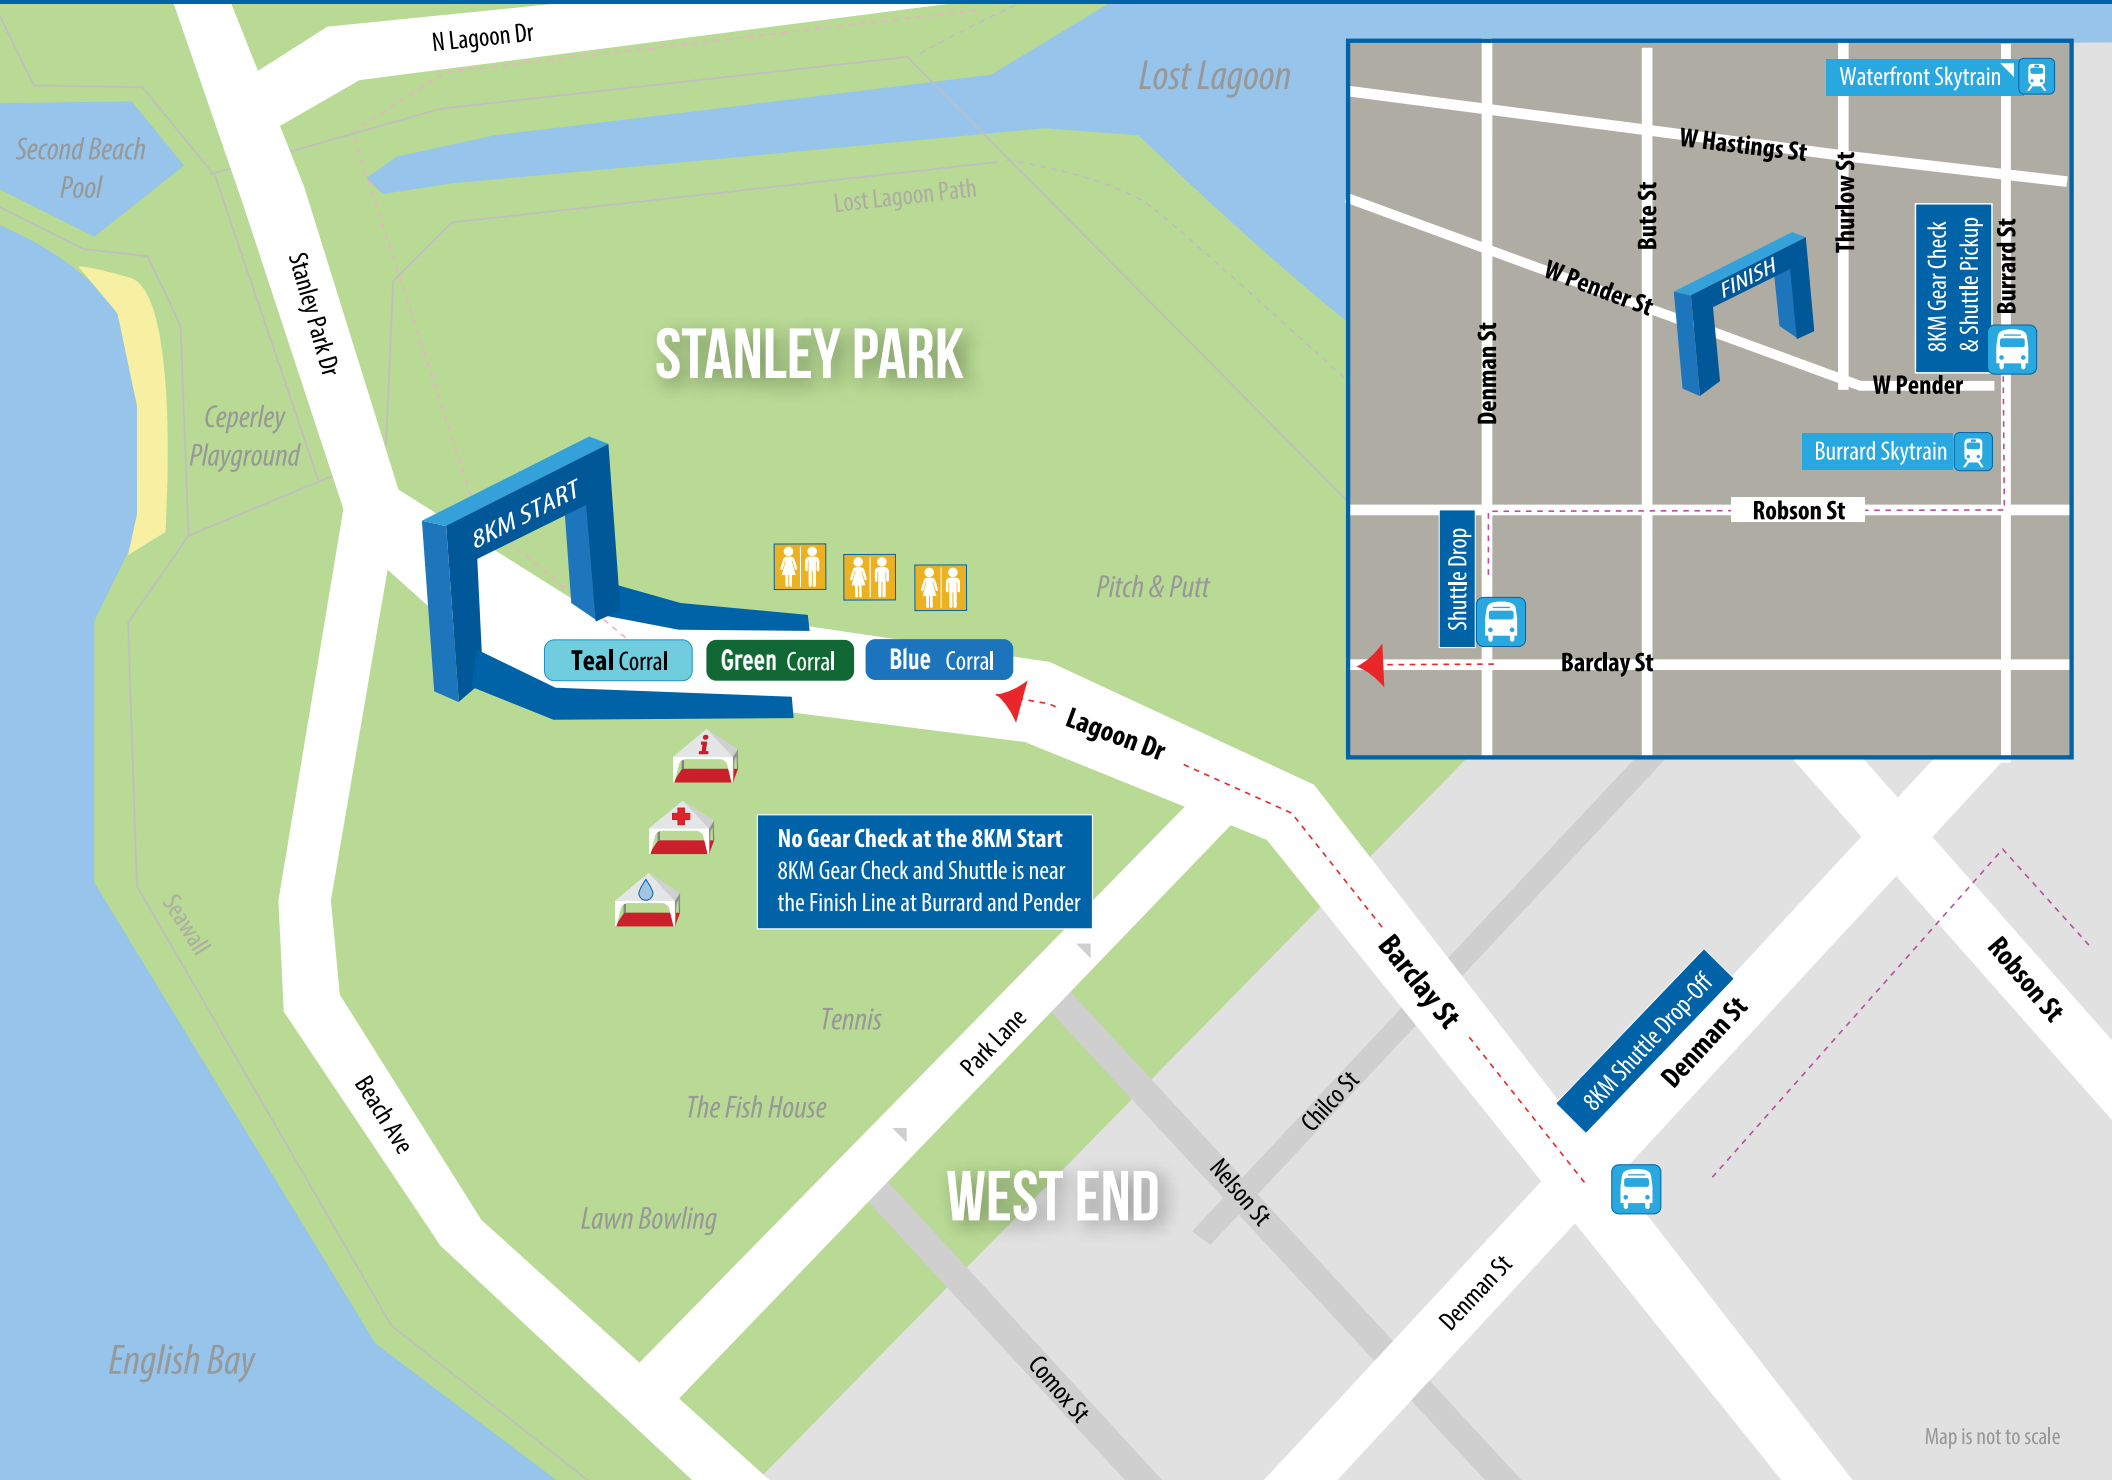 N Lagoon Dr
Lost Lagoon
Second Beach
Pool
Lost Lagoon Path
Stanley Park Dr
STANLEY PARK
Ceperley
Playground
8KM START
Pitch & Putt
Teal Corral
Green Corral
Blue Corral
Lagoon Dr
i
No Gear Check at the 8KM Start
8KM Gear Check and Shuttle is near
the Finish Line at Burrard and Pender
Seawall
Barclay St
Robson St
8KM Shuttle Drop-Off
Denman St
Tennis
Park Lane
Beach Ave
The Fish House
Chilco St
WEST END
Nelson St
Lawn Bowling
Denman St
English Bay
Comox St
Map is not to scale
Waterfront Skytrain
W Hastings St
Thurlow St
Bute St
8KM Gear Check
& Shuttle Pickup
Burrard St
FINISH
W Pender St
Denman St
W Pender
Burrard Skytrain
Robson St
Shuttle Drop
Barclay St